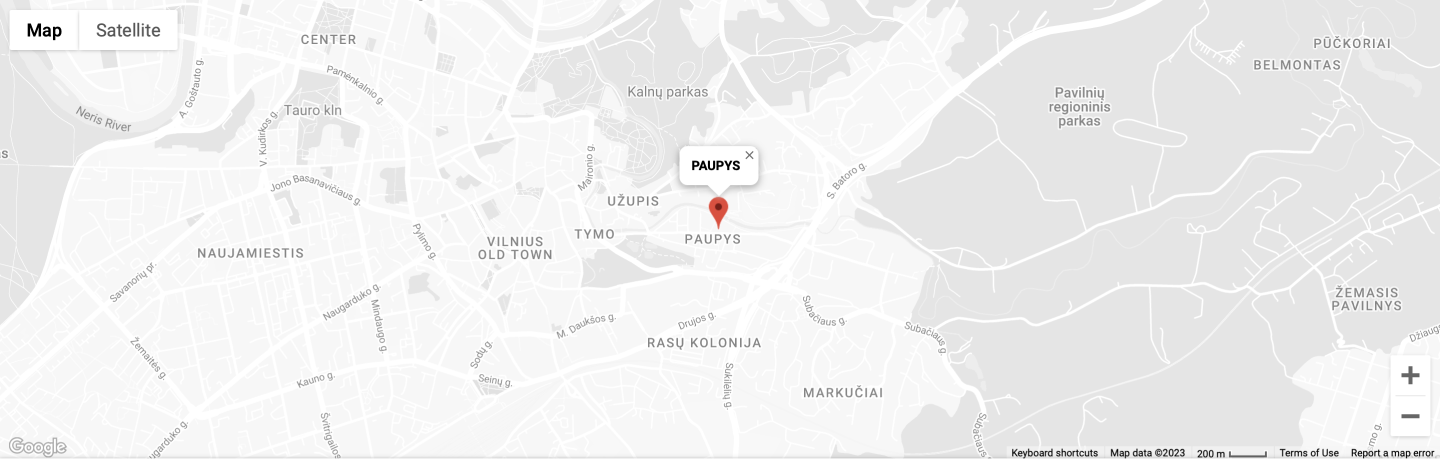 Map
Satellite
CENTER
PŪČKORIAI
BELMONTAS
Pamėnkalnio g.
A. Goštauto g.
Kalnų parkas
Pavilnių
regioninis
parkas
Tauro kln
Neris River
V. Kudirkos g.
Maironio g.
PAUPYS
S. Batoro g.
Jono Basanavičiaus g.
UŽUPIS
TYMO
PAUPYS
Pylimo g.
VILNIUS
OLD TOWN
NAUJAMIESTIS
Savanorių pr.
Naugarduko g.
Mindaugo g.
ŽEMASIS
PAVILNYS
Subačiaus g.
Drujos g.
M. Daukšos g.
Subačiaus g.
RASŲ KOLONIJA
Žemaitės g.
Sodų g.
Kauno g.
Seinų g.
Sukilėlių g.
MARKUČIAI
Švitrigailos
Subačiaus
Google
Keyboard shortcuts
Map data ©2023
200 m
Terms of Use
Report a map error